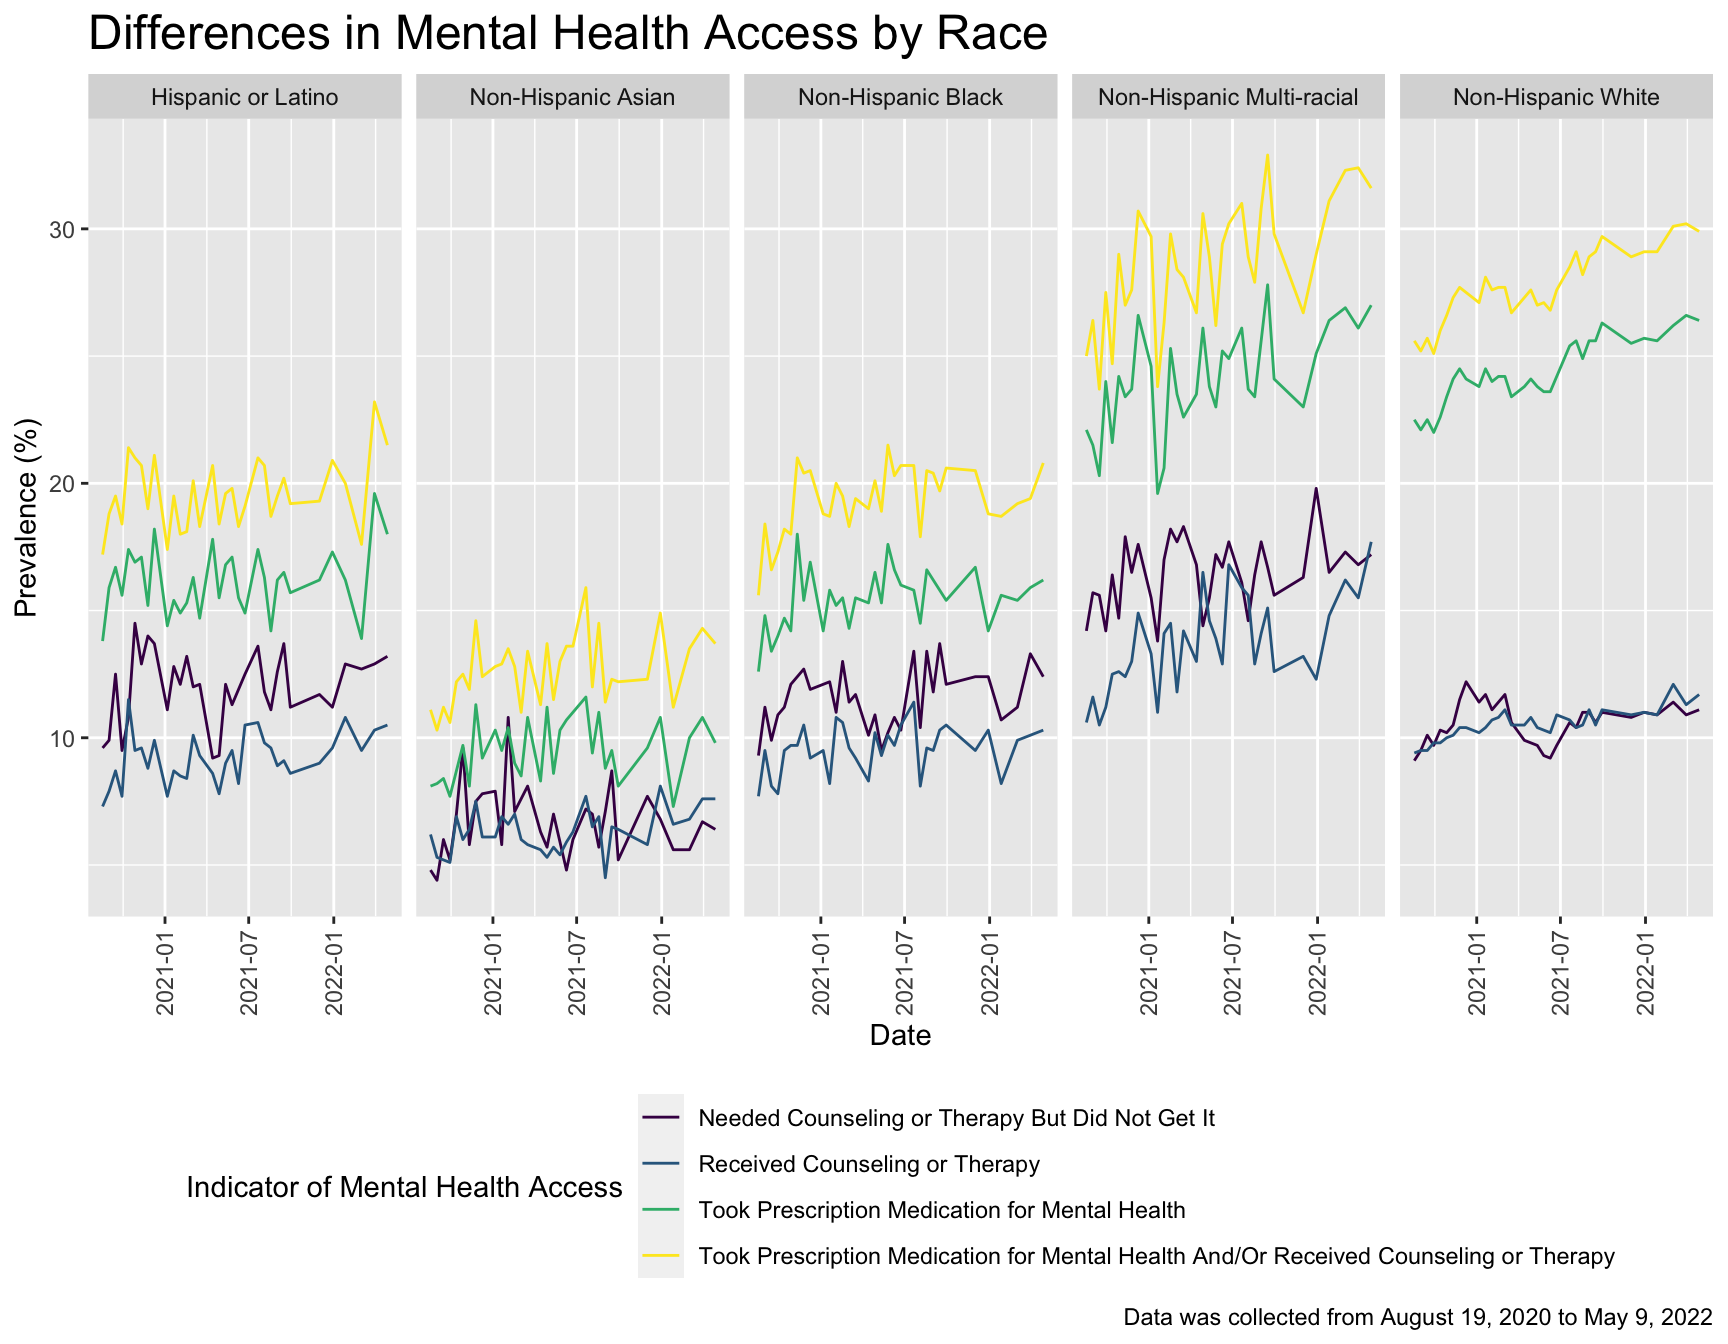 Differences in Mental Health Access by Race
Hispanic or Latino
Non-Hispanic Asian
Non-Hispanic Black
Non-Hispanic Multi-racial
Non-Hispanic White
Prevalence (%)
30
20
10
2021-01
2021-07
2022-01
2021-01
2021-07
2022-01
2021-01
2021-07
2022-01
2021-01
2021-07
2022-01
2021-01
2021-07
2022-01
Date
Indicator of Mental Health Access
Needed Counseling or Therapy But Did Not Get It
Received Counseling or Therapy
Took Prescription Medication for Mental Health
Took Prescription Medication for Mental Health And/Or Received Counseling or Therapy
Data was collected from August 19, 2020 to May 9, 2022